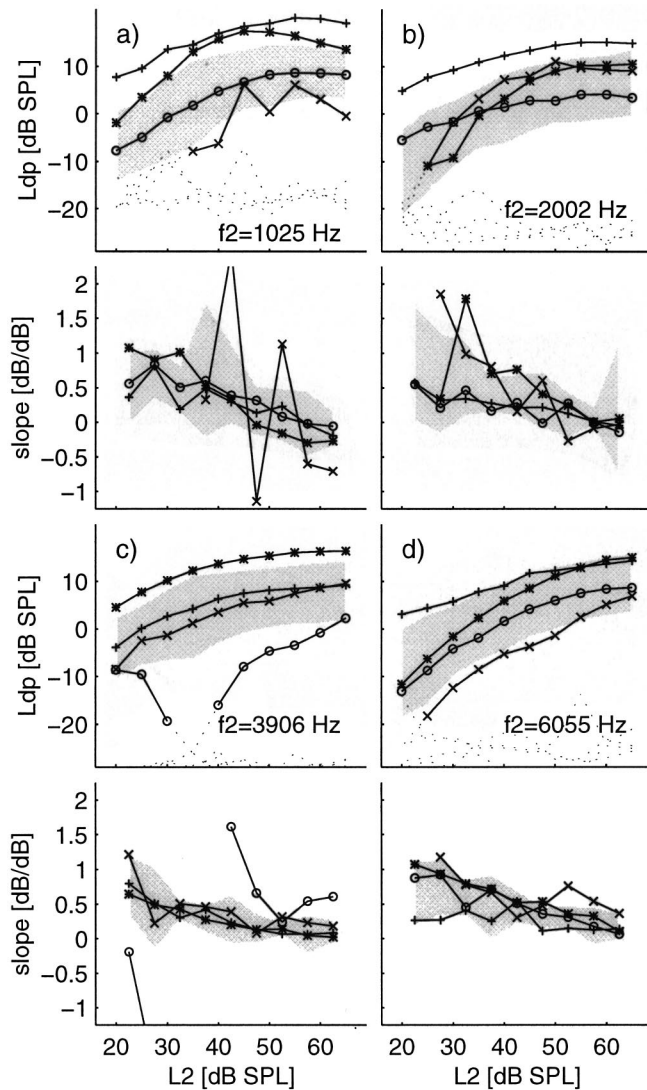 a)
b)
10
0
−10
−20
Ldp [dB SPL]
f2=1025 Hz
f2=2002 Hz
2
1.5
1
0.5
0
−0.5
−1
slope [dB/dB]
c)
d)
10
0
−10
−20
Ldp [dB SPL]
f2=3906 Hz
f2=6055 Hz
2
1.5
1
0.5
0
−0.5
−1
slope [dB/dB]
20 30 40 50 60
20 30 40 50 60
L2 [dB SPL]
L2 [dB SPL]